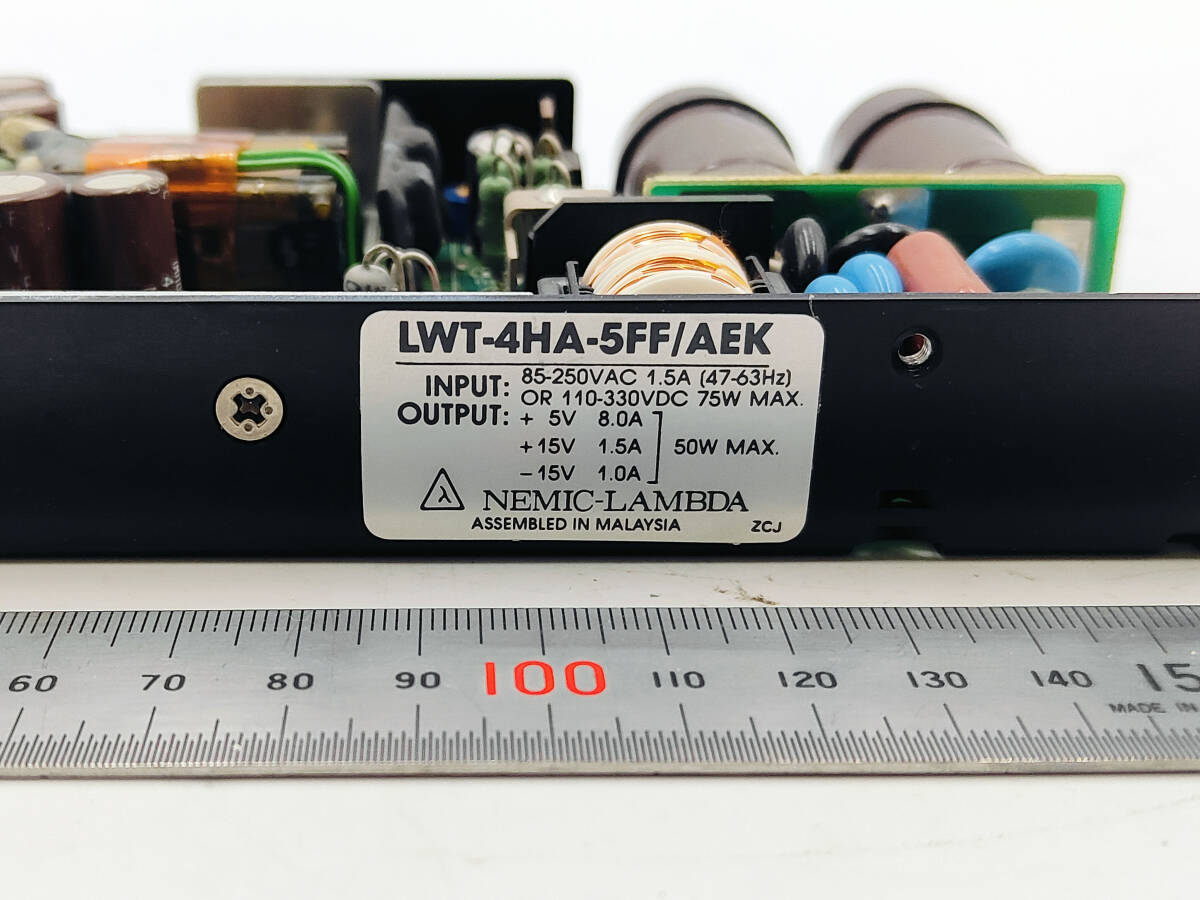 LWT-4HA-5FF/AEK
INPUT: 85-250VAC 1.5A (47-63Hz)
OR 110-330VDC 75W MAX.
OUTPUT: + 5V 8.0A
+15V 1.5A 50W MAX.
-15V 1.0A
NEMIC-LAMBDA
ASSEMBLED IN MALAYSIA ZCJ
60 70 80 90 100 110 120 130 140 15
MADE IN